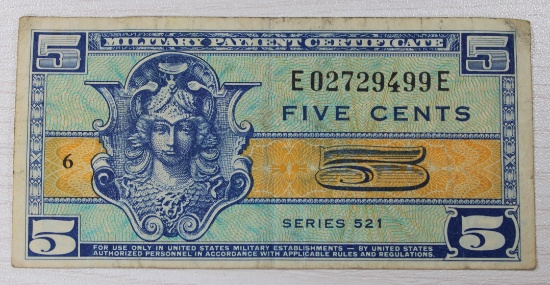 5 MILITARY PAYMENT CERTIFICATE 5
E02729499E
FIVE CENTS
6 5
SERIES 521
5 5
FOR USE ONLY IN UNITED STATES MILITARY ESTABLISHMENTS — BY UNITED STATES
AUTHORIZED PERSONNEL IN ACCORDANCE WITH APPLICABLE RULES AND REGULATIONS.